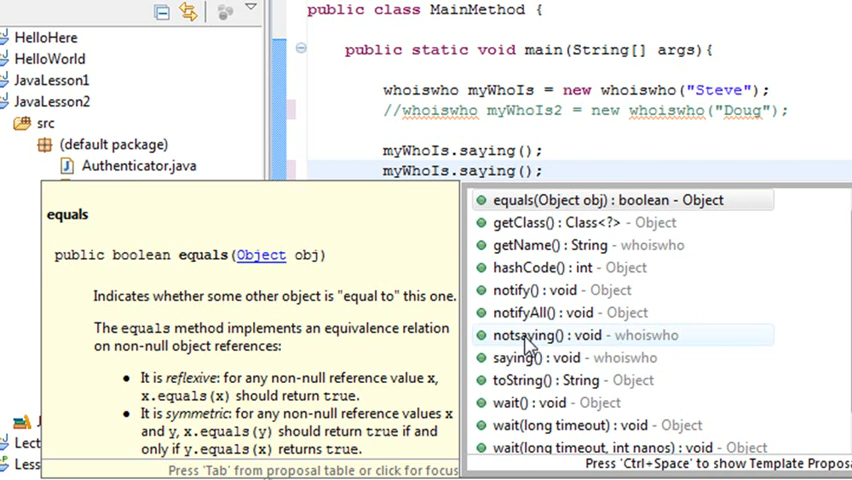 public class MainMethod {
HelloHere
HelloWorld
JavaLesson1
JavaLesson2
src
(default package)
Authenticator.java
public static void main(String[] args){
whoiswho myWhoIs = new whoiswho("Steve");
//whoiswho myWhoIs2 = new whoiswho("Doug");
myWhoIs.saying();
myWhoIs.saying();
equals
public boolean equals(Object obj)
Indicates whether some other object is "equal to" this one.
The equals method implements an equivalence relation
on non-null object references:
• It is reflexive: for any non-null reference value x,
x.equals(x) should return true.
• It is symmetric: for any non-null reference values x
and y, x.equals(y) should return true if and
only if y.equals(x) returns true.
Press 'Tab' from proposal table or click for focus
equals(Object obj) : boolean - Object
getClass() : Class<?> - Object
getName() : String - whoiswho
hashCode() : int - Object
notify() : void - Object
notifyAll() : void - Object
notsaying() : void - whoiswho
saying() : void - whoiswho
toString() : String - Object
wait() : void - Object
wait(long timeout) : void - Object
wait(long timeout, int nanos) : void - Object
Press 'Ctrl+Space' to show Template Proposa
J
Lect
Less